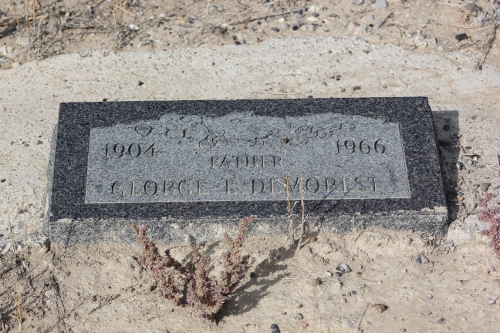 1904 1966
FATHER
GEORGE E. DEMOREST